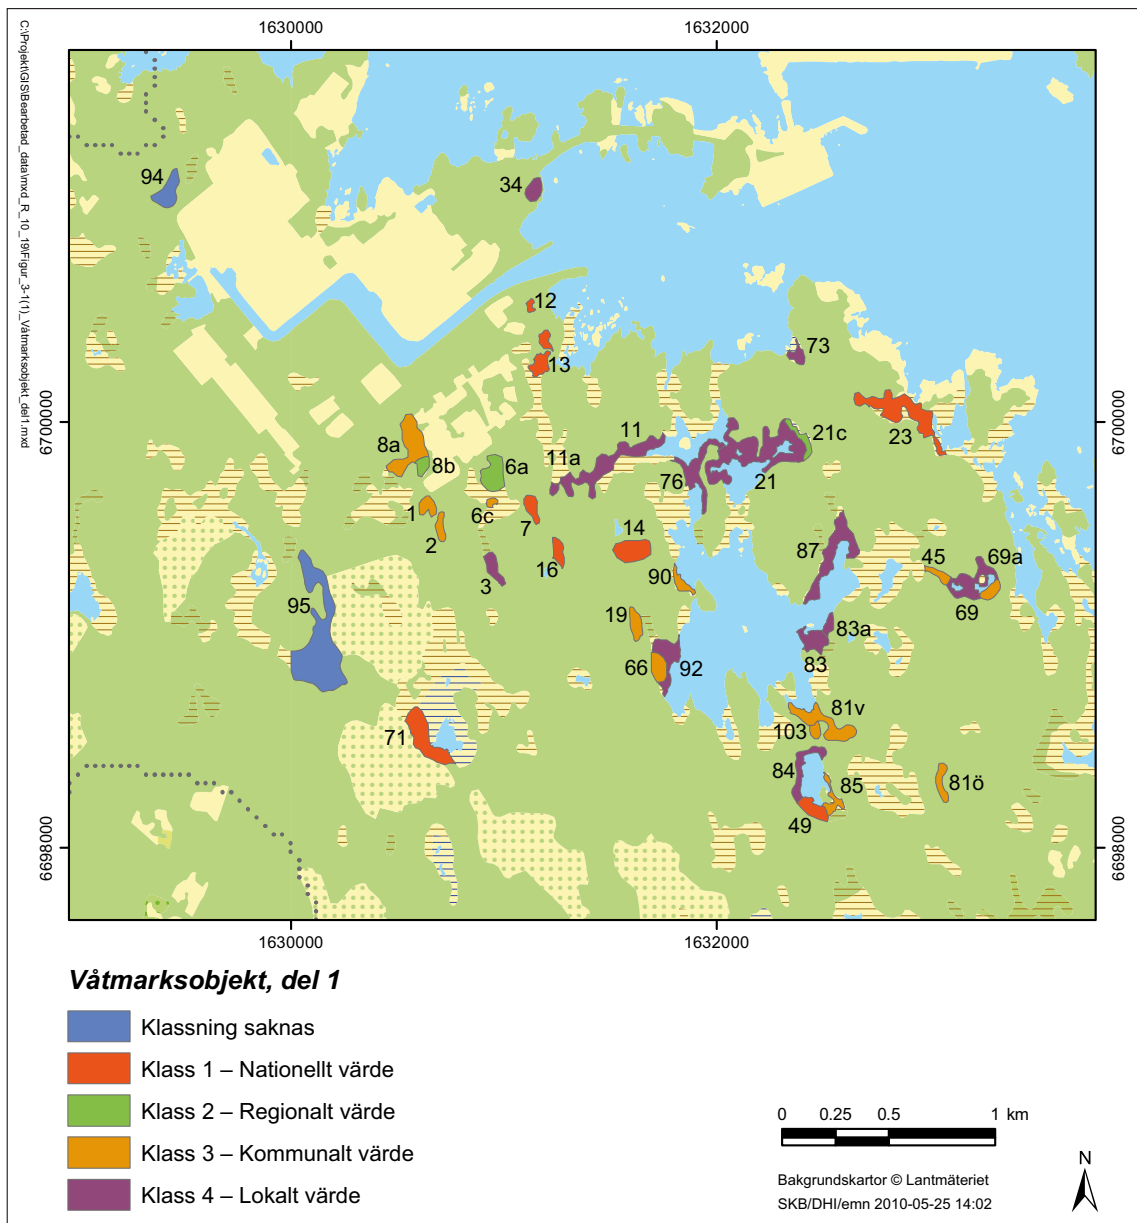 1630000
1632000
C:\Projekt\GIS\Bearbetad_data\mxd_R_10_19\Figur_3-1(1)_Våtmarksobjekt_del1.mxd
94
34
12
13
73
6700000
6700000
23
8a
8b
6a
11
11a
21c
76
21
1
6c
7
2
14
87
16
45
69a
3
90
69
95
19
83a
66
92
83
71
81v
103
84
85
81ö
49
6698000
6698000
1630000
1632000
Våtmarksobjekt, del 1
Klassning saknas
Klass 1 – Nationellt värde
Klass 2 – Regionalt värde
Klass 3 – Kommunalt värde
Klass 4 – Lokalt värde
0 0.25 0.5 1 km
Bakgrundskartor © Lantmäteriet
SKB/DHI/emn 2010-05-25 14:02
N